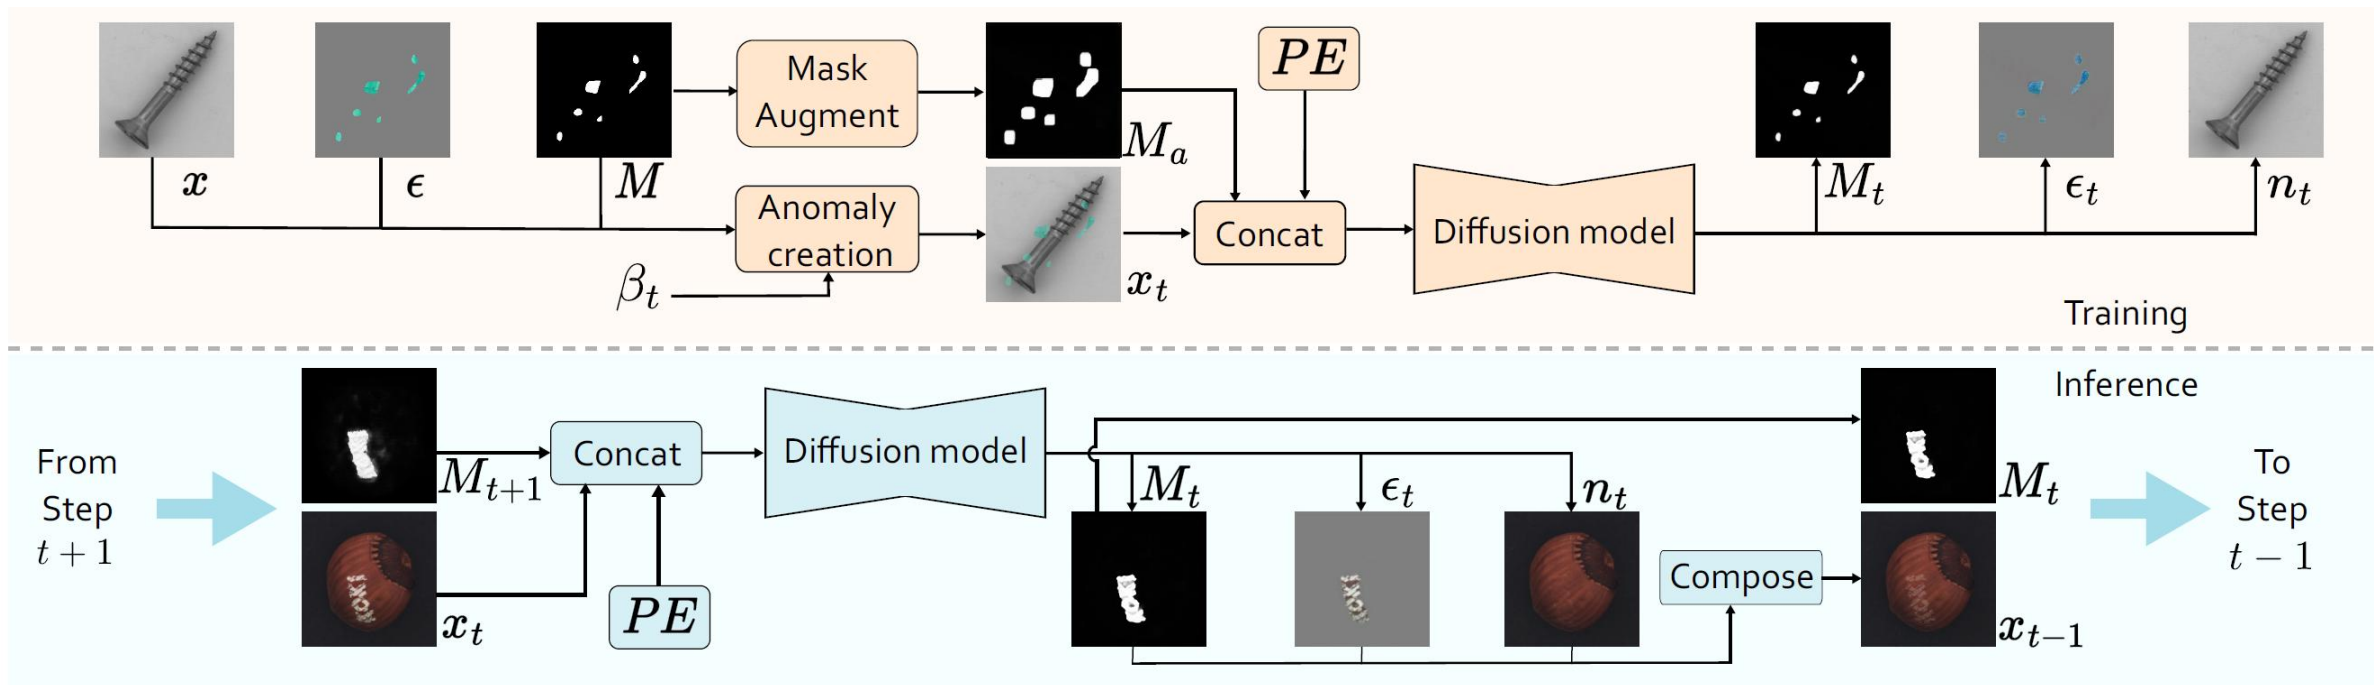 x
ϵ
M
Mask
Augment
M_a
PE
Anomaly
creation
β_t
x_t
Concat
Diffusion model
M_t
ϵ_t
n_t
Training
Inference
From
Step
t + 1
M_{t+1}
x_t
Concat
PE
Diffusion model
M_t
ϵ_t
n_t
Compose
M_t
x_{t−1}
To
Step
t − 1